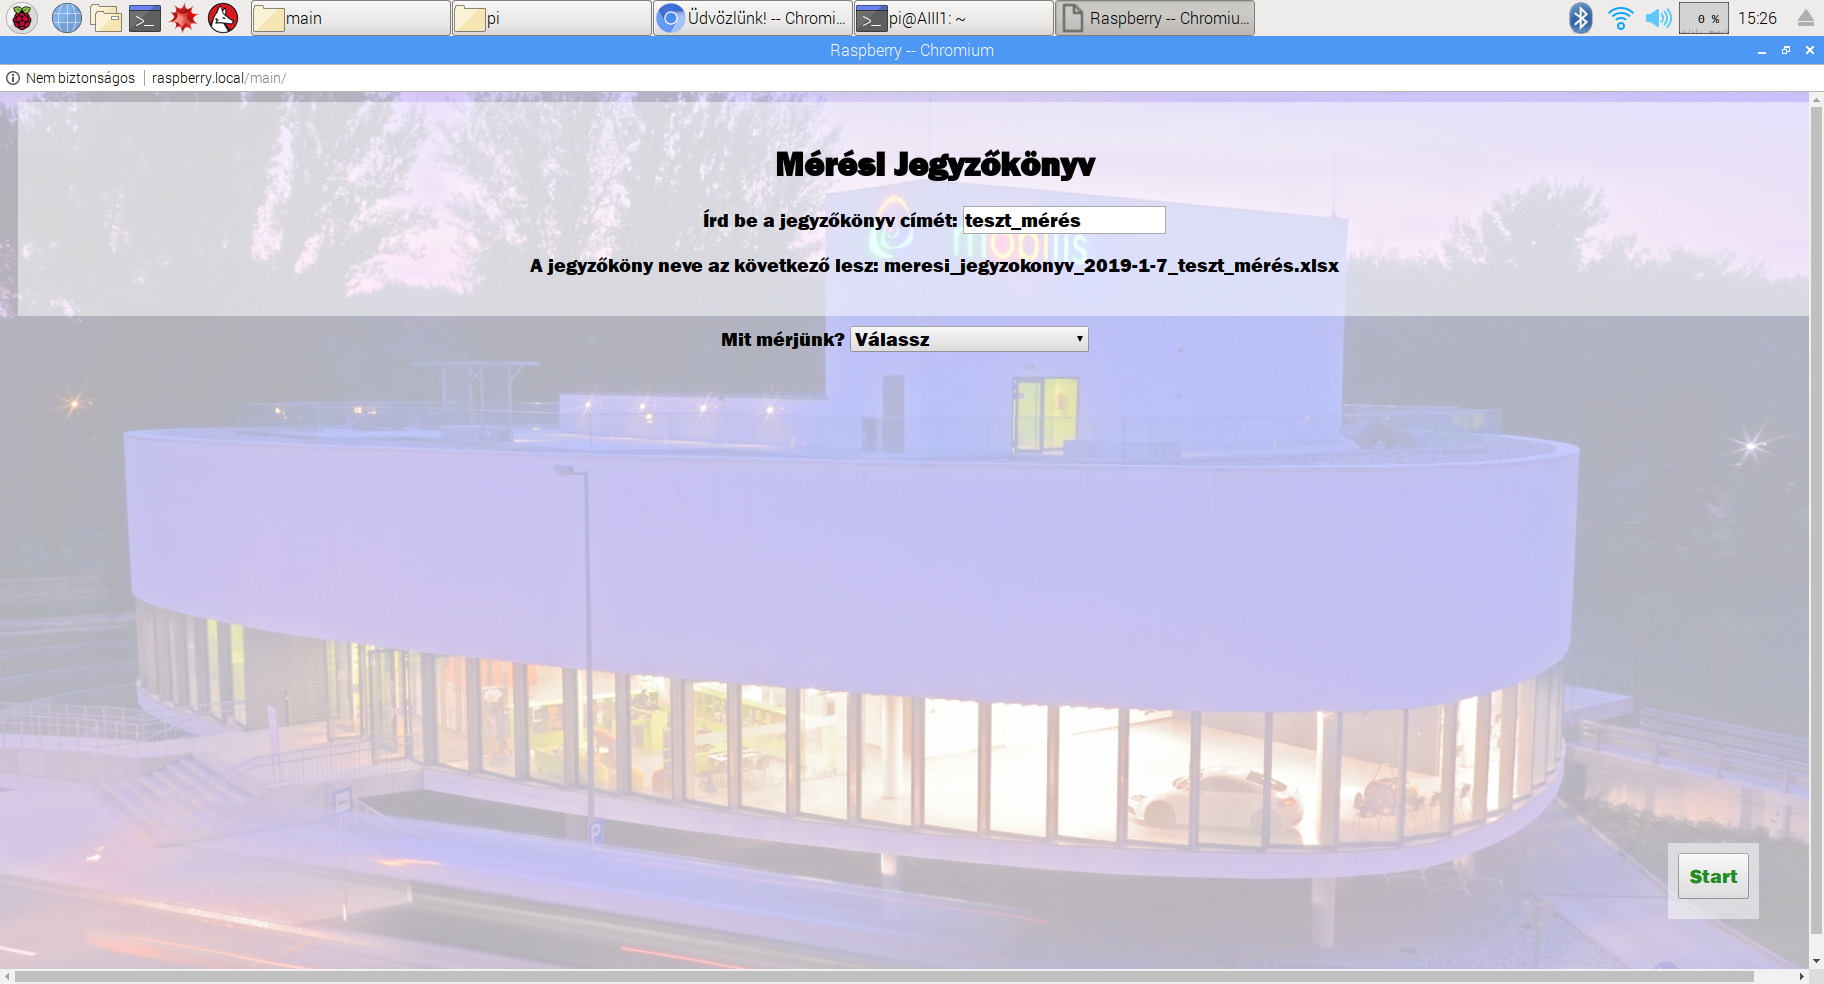 main
pi
Üdvözlünk! -- Chromi...
pi@AIII1: ~
Raspberry -- Chromiu...
0 %
15:26
Raspberry -- Chromium
Nem biztonságos
raspberry.local/main/
Mérési Jegyzőkönyv
Írd be a jegyzőkönyv címét: teszt_mérés
mobilis
A jegyzőköny neve az következő lesz: meresi_jegyzokonyv_2019-1-7_teszt_mérés.xlsx
Mit mérjünk? Válassz
P
Start